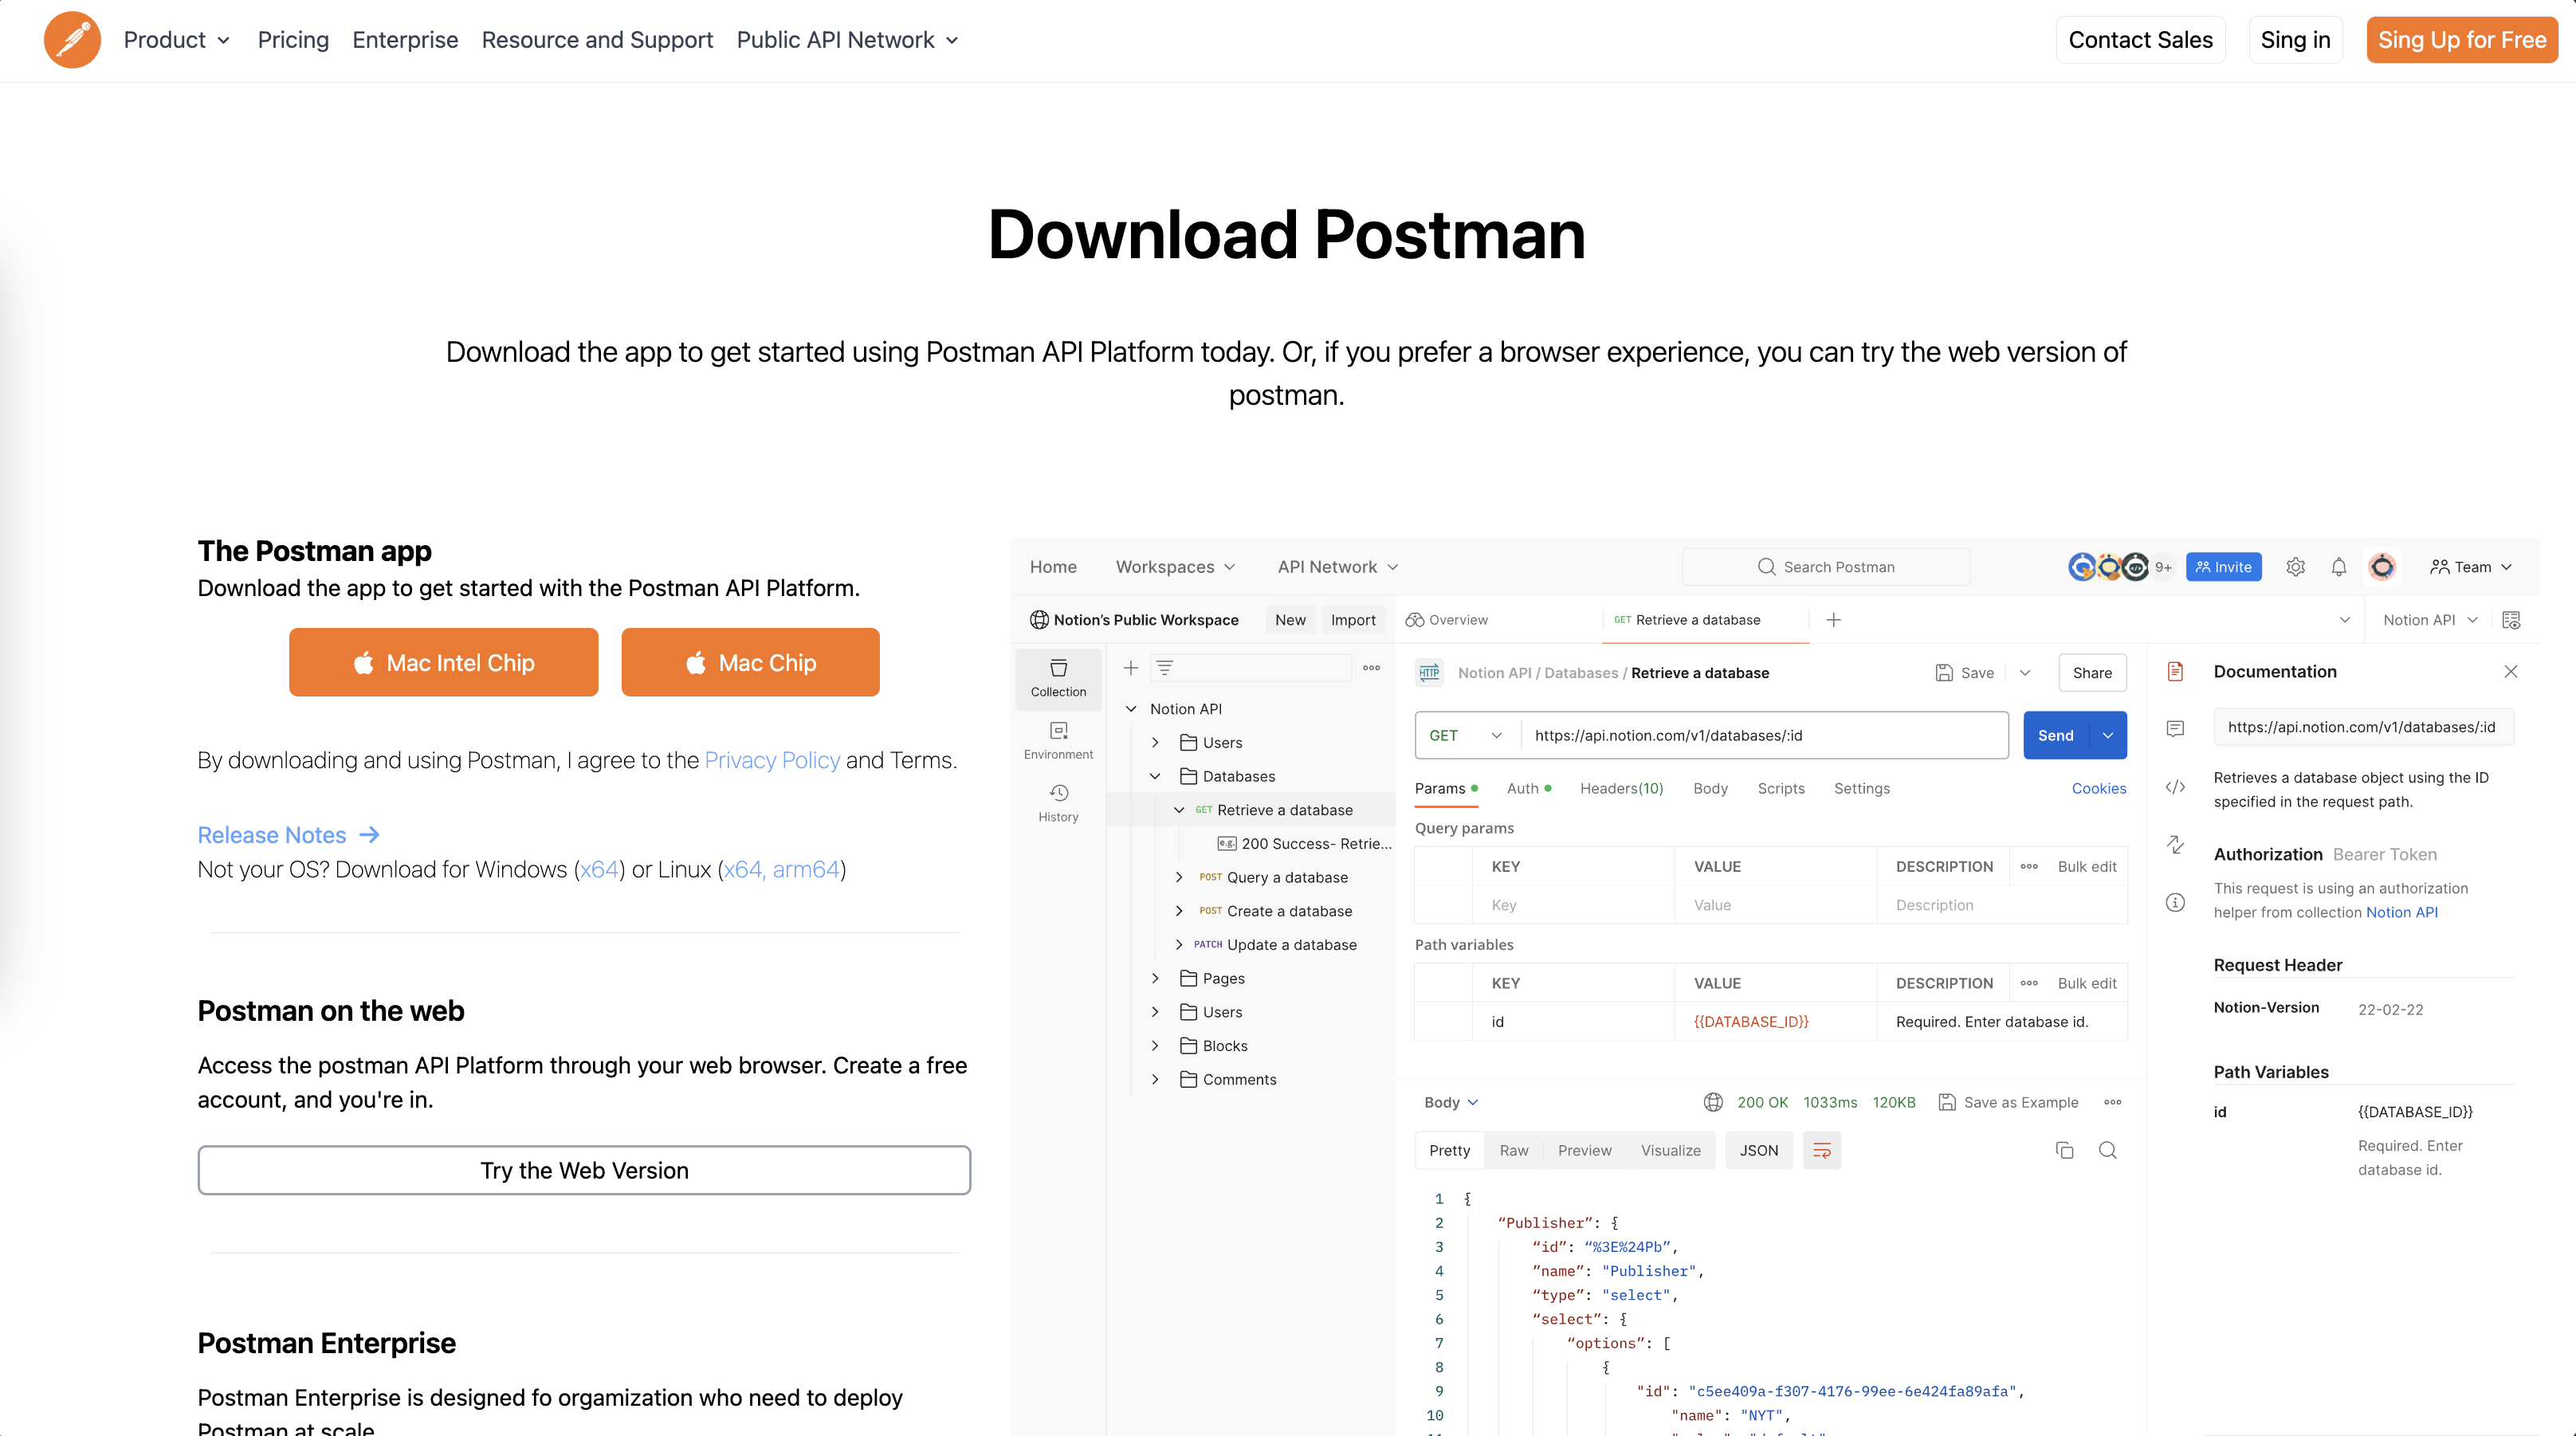 Product Pricing Enterprise Resource and Support Public API Network Contact Sales Sing in Sing Up for Free
Download Postman
Download the app to get started using Postman API Platform today. Or, if you prefer a browser experience, you can try the web version of
postman.
The Postman app
Download the app to get started with the Postman API Platform.
Mac Intel Chip Mac Chip
By downloading and using Postman, I agree to the Privacy Policy and Terms.
Release Notes →
Not your OS? Download for Windows (x64) or Linux (x64, arm64)
Postman on the web
Access the postman API Platform through your web browser. Create a free
account, and you're in.
Try the Web Version
Postman Enterprise
Postman Enterprise is designed fo orgamization who need to deploy
Postman at scale
Home Workspaces API Network Search Postman 9+ Invite Team
Notion's Public Workspace New Import Overview GET Retrieve a database Notion API
Collection
Environment
History
Notion API
Users
Databases
GET Retrieve a database
e.g. 200 Success- Retrie...
POST Query a database
POST Create a database
PATCH Update a database
Pages
Users
Blocks
Comments
HTTP Notion API / Databases / Retrieve a database Save Share
GET https://api.notion.com/v1/databases/:id Send
Params Auth Headers(10) Body Scripts Settings Cookies
Query params
KEY VALUE DESCRIPTION Bulk edit
Key Value Description
Path variables
KEY VALUE DESCRIPTION Bulk edit
id {{DATABASE_ID}} Required. Enter database id.
Body 200 OK 1033ms 120KB Save as Example
Pretty Raw Preview Visualize JSON
1 {
2 “Publisher”: {
3 “id”: “%3E%24Pb”,
4 ”name”: "Publisher",
5 “type”: "select",
6 “select”: {
7 “options”: [
8 {
9 "id": "c5ee409a-f307-4176-99ee-6e424fa89afa",
10 "name": "NYT",
Documentation
https://api.notion.com/v1/databases/:id
Retrieves a database object using the ID
specified in the request path.
Authorization Bearer Token
This request is using an authorization
helper from collection Notion API
Request Header
Notion-Version 22-02-22
Path Variables
id {{DATABASE_ID}}
Required. Enter
database id.